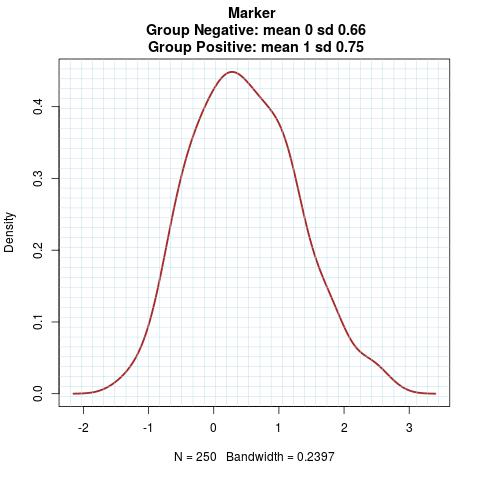 Marker
Group Negative: mean 0 sd 0.66
Group Positive: mean 1 sd 0.75
Density
0.4
0.3
0.2
0.1
0.0
-2 -1 0 1 2 3
N = 250 Bandwidth = 0.2397